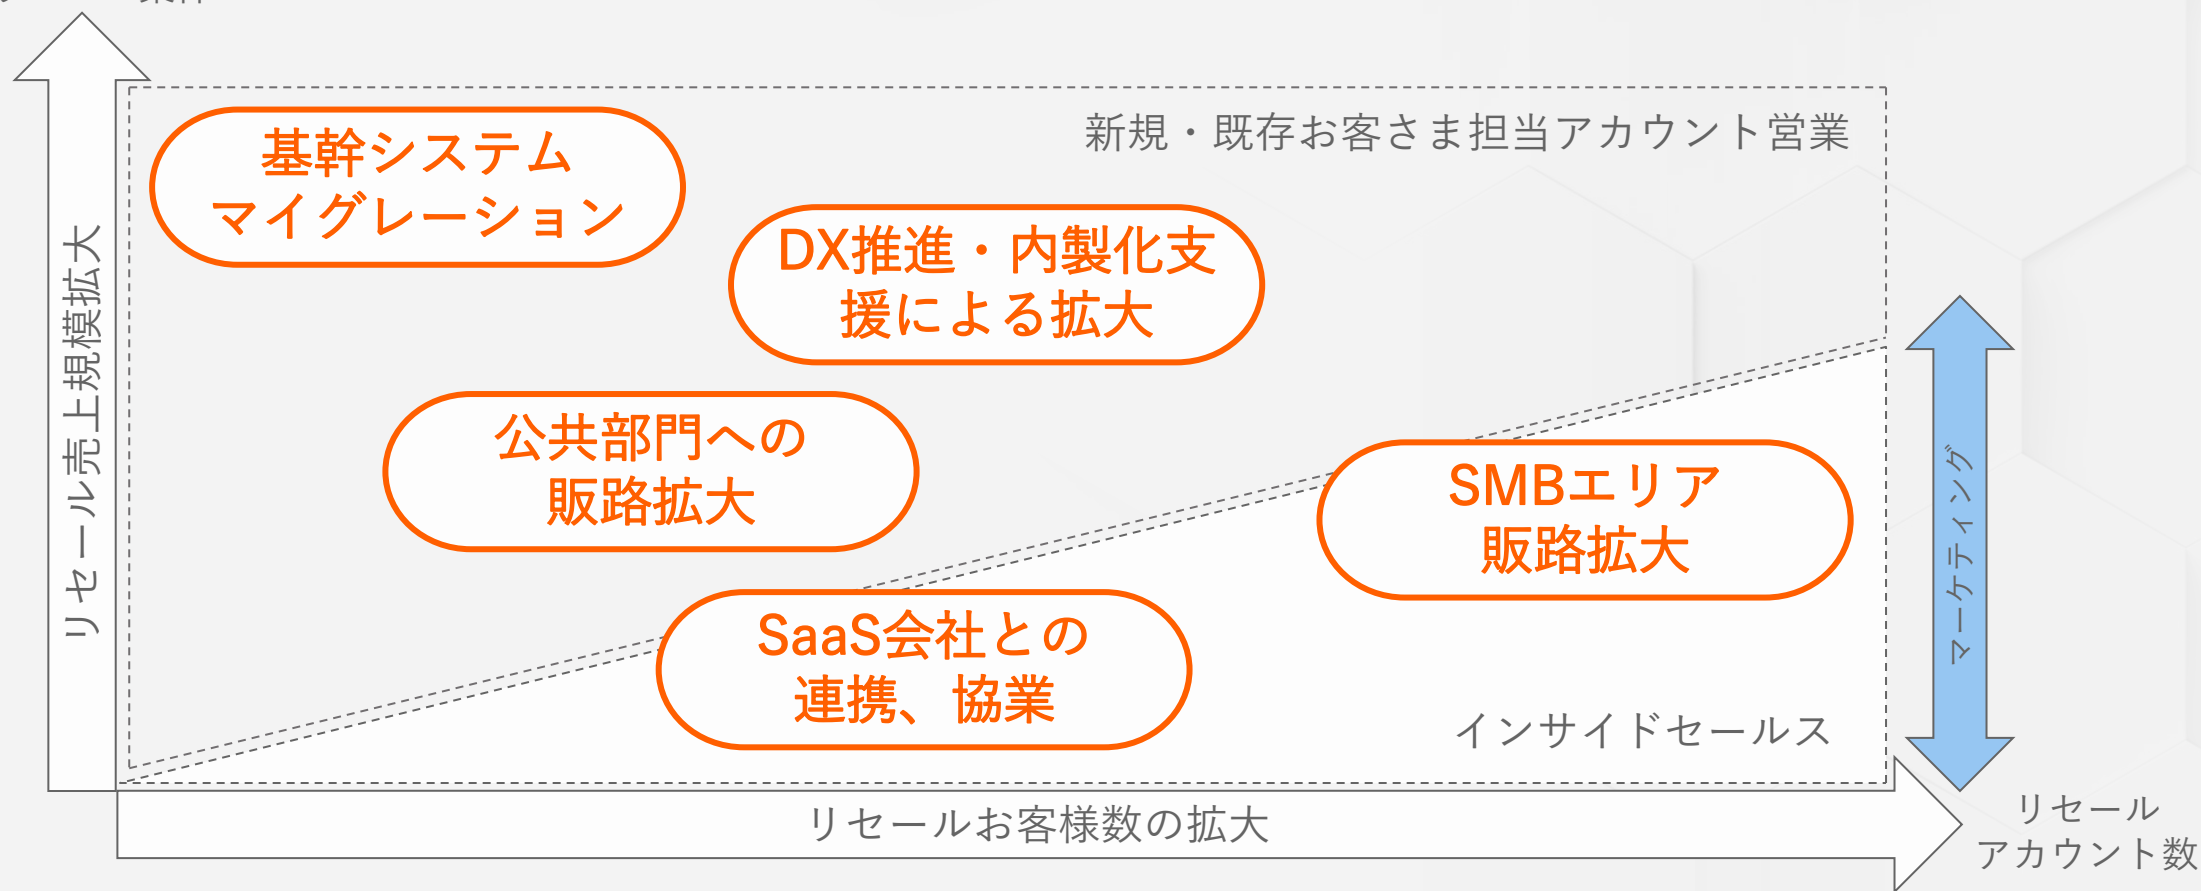 新規・既存お客さま担当アカウント営業
基幹システム
マイグレーション
DX推進・内製化支
援による拡大
公共部門への
販路拡大
SMBエリア
販路拡大
SaaS会社との
連携、協業
インサイドセールス
リセール売上規模拡大
マーケティング
リセールお客様数の拡大
リセール
アカウント数